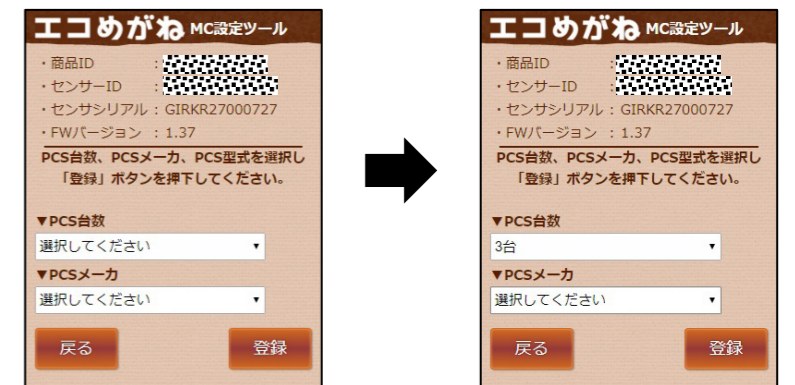 エコめがね MC設定ツール
・商品ID :
・センサーID :
・センサシリアル : GIRKR27000727
・FWバージョン : 1.37
PCS台数、PCSメーカ、PCS型式を選択し
「登録」ボタンを押下してください。
▼PCS台数
選択してください ▼
▼PCSメーカ
選択してください ▼
戻る 登録
エコめがね MC設定ツール
・商品ID :
・センサーID :
・センサシリアル : GIRKR27000727
・FWバージョン : 1.37
PCS台数、PCSメーカ、PCS型式を選択し
「登録」ボタンを押下してください。
▼PCS台数
3台 ▼
▼PCSメーカ
選択してください ▼
戻る 登録